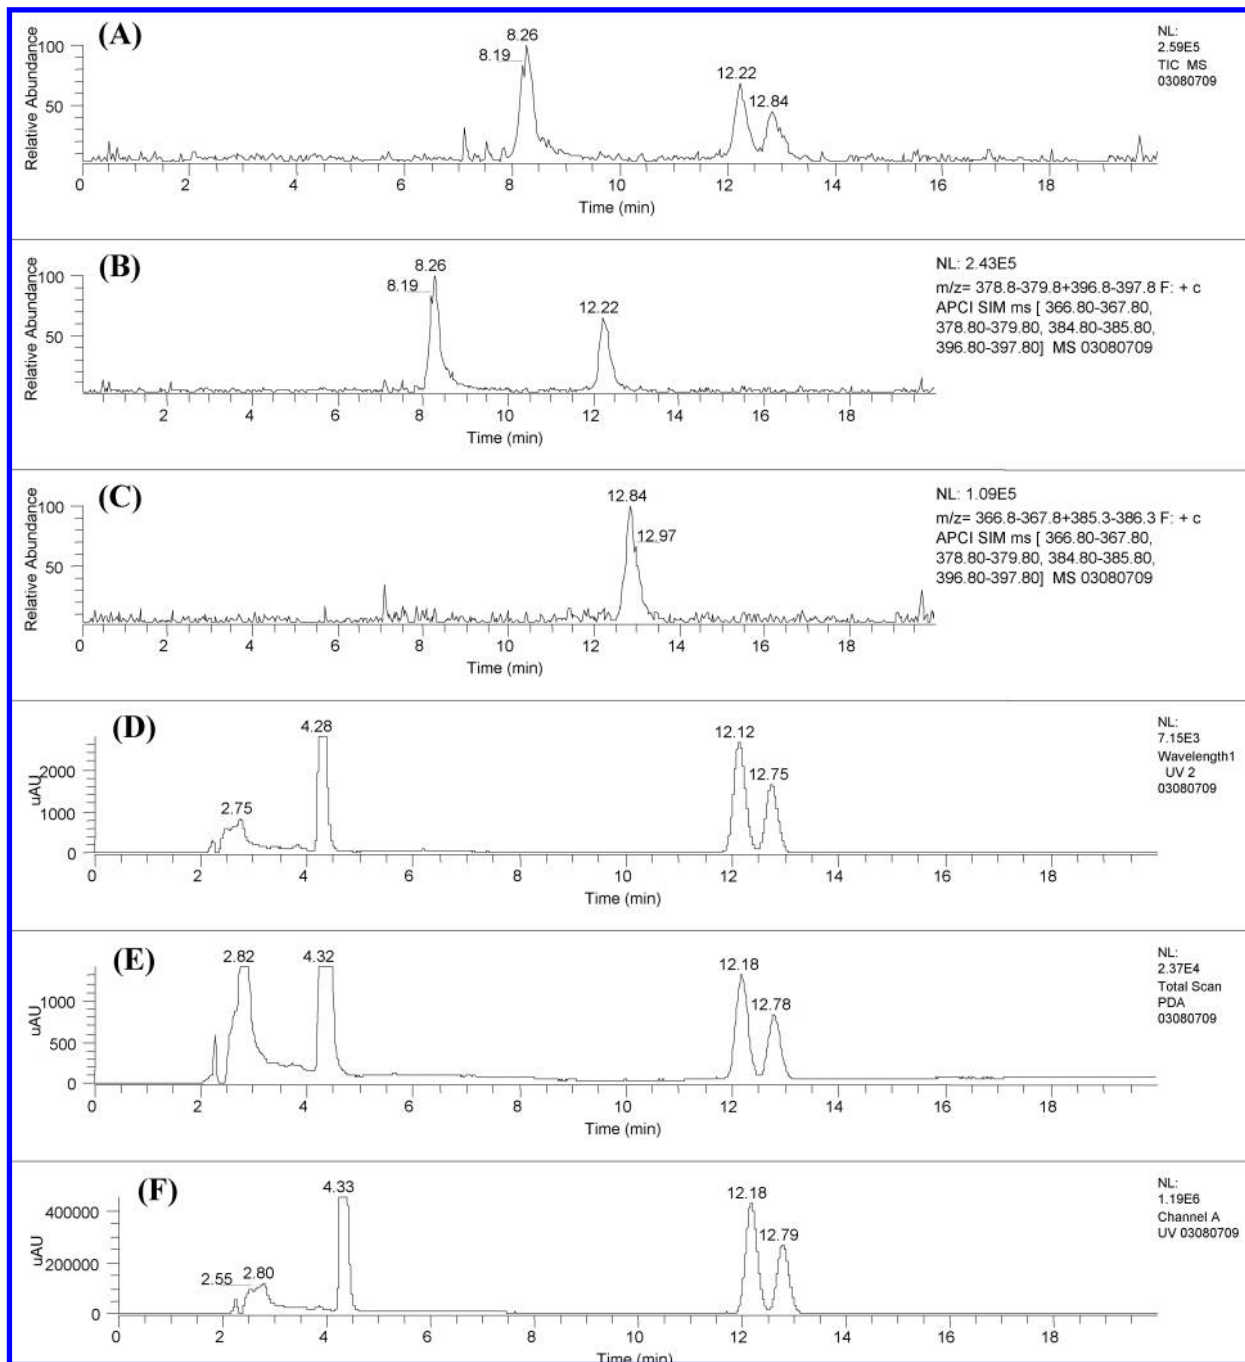 (A)
Relative Abundance
100
50
8.26
8.19
12.22
12.84
0 2 4 6 8 10 12 14 16 18
Time (min)
NL:
2.59E5
TIC MS
03080709
(B)
Relative Abundance
100
50
8.26
8.19
12.22
2 4 6 8 10 12 14 16 18
Time (min)
NL: 2.43E5
m/z= 378.8-379.8+396.8-397.8 F: + c
APCI SIM ms [ 366.80-367.80,
378.80-379.80, 384.80-385.80,
396.80-397.80] MS 03080709
(C)
Relative Abundance
100
50
12.84
12.97
0 2 4 6 8 10 12 14 16 18
Time (min)
NL: 1.09E5
m/z= 366.8-367.8+385.3-386.3 F: + c
APCI SIM ms [ 366.80-367.80,
378.80-379.80, 384.80-385.80,
396.80-397.80] MS 03080709
(D)
uAU
2000
1000
0
2.75
4.28
12.12
12.75
0 2 4 6 8 10 12 14 16 18
Time (min)
NL:
7.15E3
Wavelength1
UV 2
03080709
(E)
uAU
1000
500
0
2.82
4.32
12.18
12.78
0 2 4 6 8 10 12 14 16 18
Time (min)
NL:
2.37E4
Total Scan
PDA
03080709
(F)
uAU
400000
200000
0
2.55
2.80
4.33
12.18
12.79
0 2 4 6 8 10 12 14 16 18
Time (min)
NL:
1.19E6
Channel A
UV 03080709